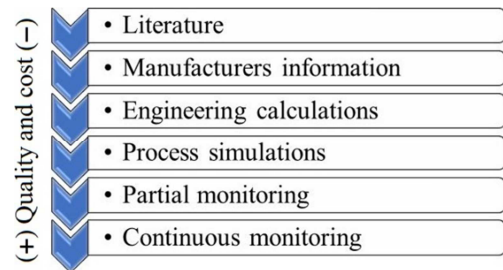 • Literature
• Manufacturers information
• Engineering calculations
• Process simulations
• Partial monitoring
• Continuous monitoring
(+) Quality and cost (−)